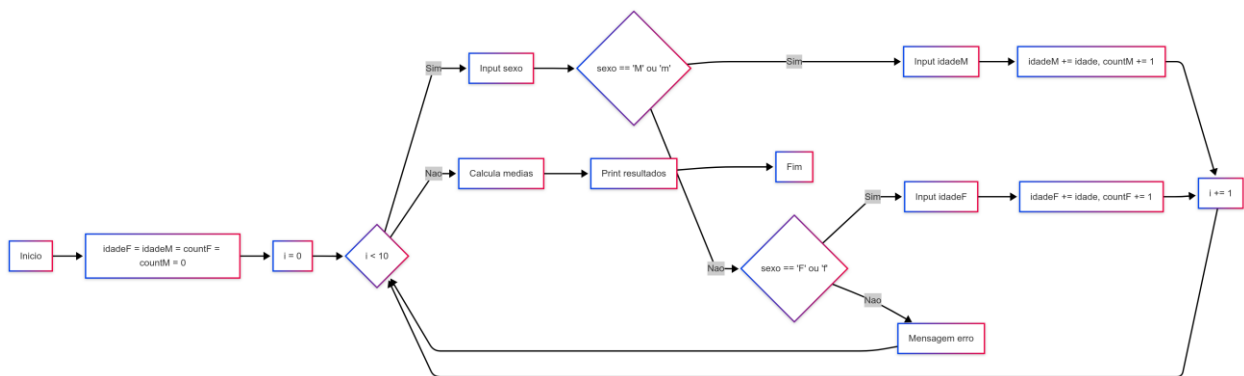 Inicio
idadeF = idadeM = countF =
countM = 0
i = 0
i < 10
Sim
Input sexo
sexo == 'M' ou 'm'
Sim
Input idadeM
idadeM += idade, countM += 1
Nao
Calcula medias
Print resultados
Fim
Nao
sexo == 'F' ou 'f'
Sim
Input idadeF
idadeF += idade, countF += 1
i += 1
Nao
Mensagem erro